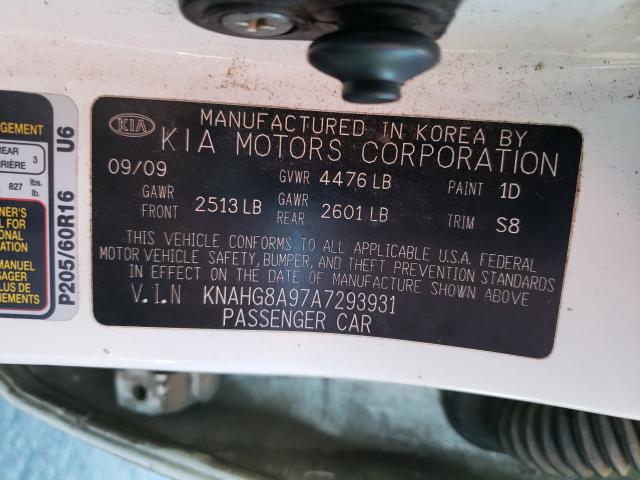 GEMENT
REAR
RRIÈRE 3
827 lbs.
lb.
NER'S
L FOR
ONAL
ATION
MANUEL
SAGER
LUS DE
NEMENTS
P205/60R16 U6
KIA
MANUFACTURED IN KOREA BY
KIA MOTORS CORPORATION
09/09 GVWR 4476 LB PAINT 1D
GAWR FRONT 2513 LB GAWR REAR 2601 LB TRIM S8
THIS VEHICLE CONFORMS TO ALL APPLICABLE U.S.A. FEDERAL
MOTOR VEHICLE SAFETY, BUMPER, AND THEFT PREVENTION STANDARDS
IN EFFECT ON THE DATE OF MANUFACTURE SHOWN ABOVE
V.I.N KNAHG8A97A7293931
PASSENGER CAR